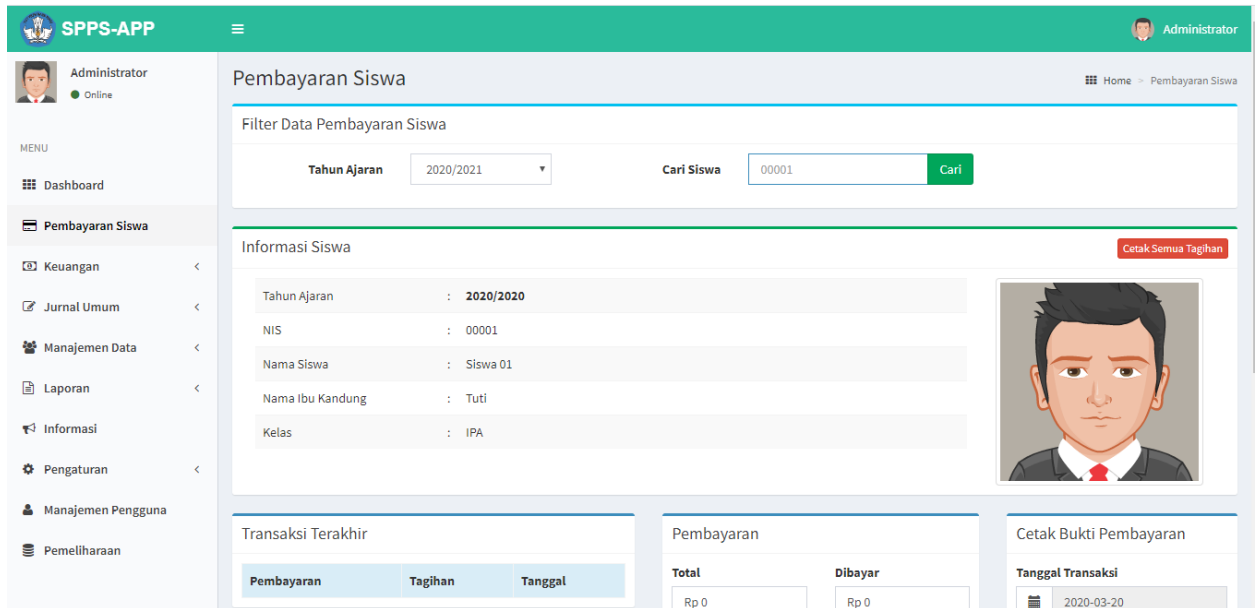 SPPS-APP
Administrator
Administrator
Online
MENU
Dashboard
Pembayaran Siswa
Keuangan
Jurnal Umum
Manajemen Data
Laporan
Informasi
Pengaturan
Manajemen Pengguna
Pemeliharaan
Pembayaran Siswa
Home > Pembayaran Siswa
Filter Data Pembayaran Siswa
Tahun Ajaran 2020/2021 Cari Siswa 00001 Cari
Informasi Siswa
Cetak Semua Tagihan
Tahun Ajaran : 2020/2020
NIS : 00001
Nama Siswa : Siswa 01
Nama Ibu Kandung : Tuti
Kelas : IPA
Transaksi Terakhir
Pembayaran Tagihan Tanggal
Pembayaran
Total Dibayar
Rp 0 Rp 0
Cetak Bukti Pembayaran
Tanggal Transaksi
2020-03-20